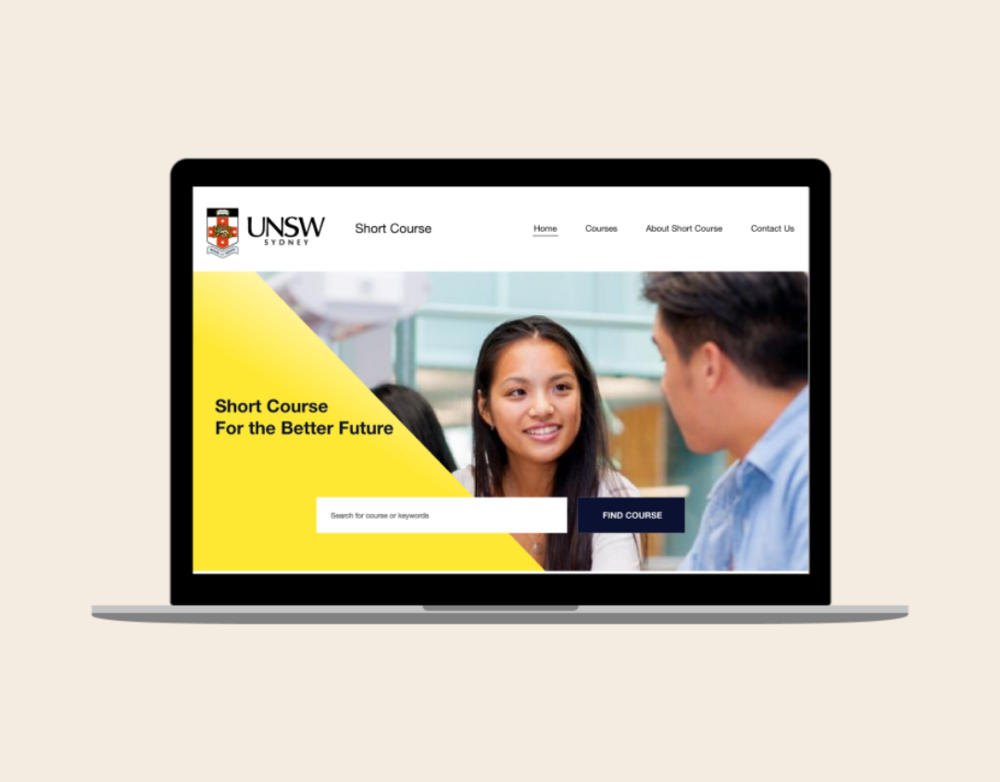 UNSW
SYDNEY
Short Course
Home
Courses
About Short Course
Contact Us
Short Course
For the Better Future
Search for course or keywords
FIND COURSE